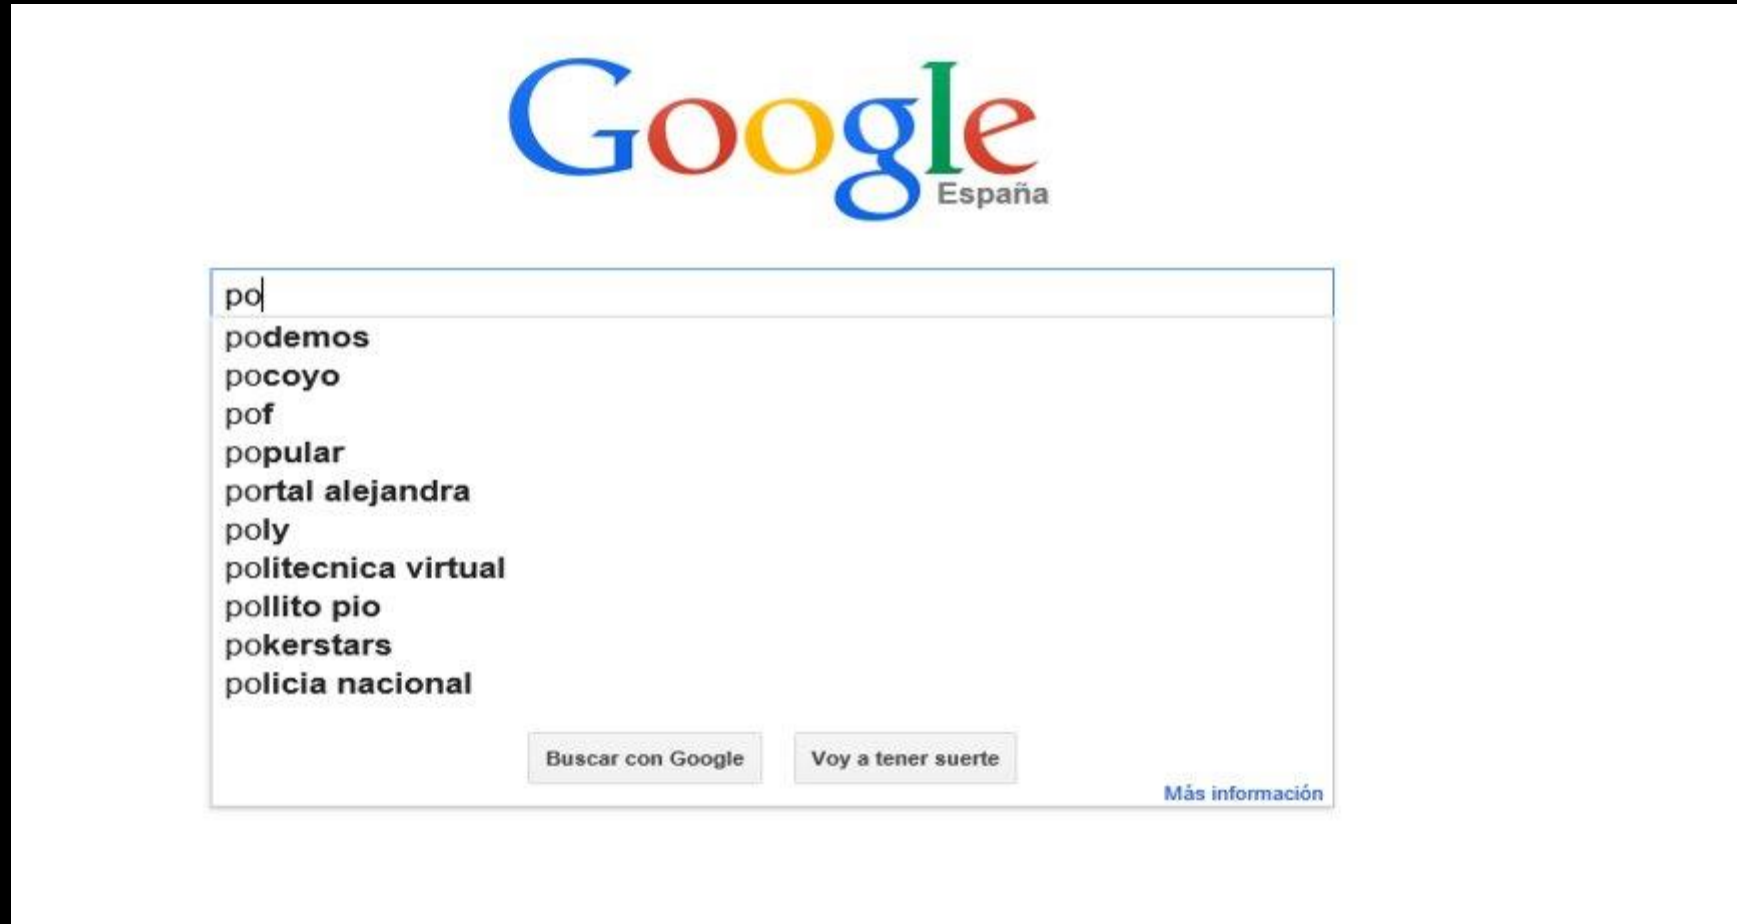 Google
España
po
podemos
pocoyo
pof
popular
portal alejandra
poly
politecnica virtual
pollito pio
pokerstars
policia nacional
Buscar con Google Voy a tener suerte
Más información